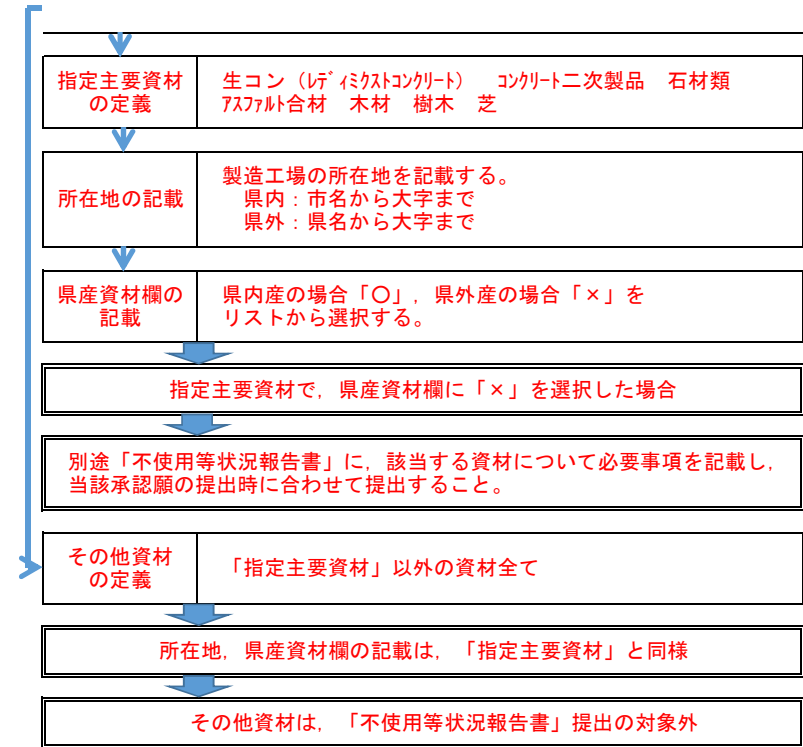 指定主要資材
の定義
生コン（ﾚﾃﾞｨﾐｸｽﾄｺﾝｸﾘｰﾄ）　ｺﾝｸﾘｰﾄ二次製品　石材類
ｱｽﾌｧﾙﾄ合材　木材　樹木　芝
所在地の記載
製造工場の所在地を記載する。
県内：市名から大字まで
県外：県名から大字まで
県産資材欄の
記載
県内産の場合「〇」，県外産の場合「×」を
リストから選択する。
指定主要資材で，県産資材欄に「×」を選択した場合
別途「不使用等状況報告書」に，該当する資材について必要事項を記載し，
当該承認願の提出時に合わせて提出すること。
その他資材
の定義
「指定主要資材」以外の資材全て
所在地，県産資材欄の記載は，「指定主要資材」と同様
その他資材は，「不使用等状況報告書」提出の対象外